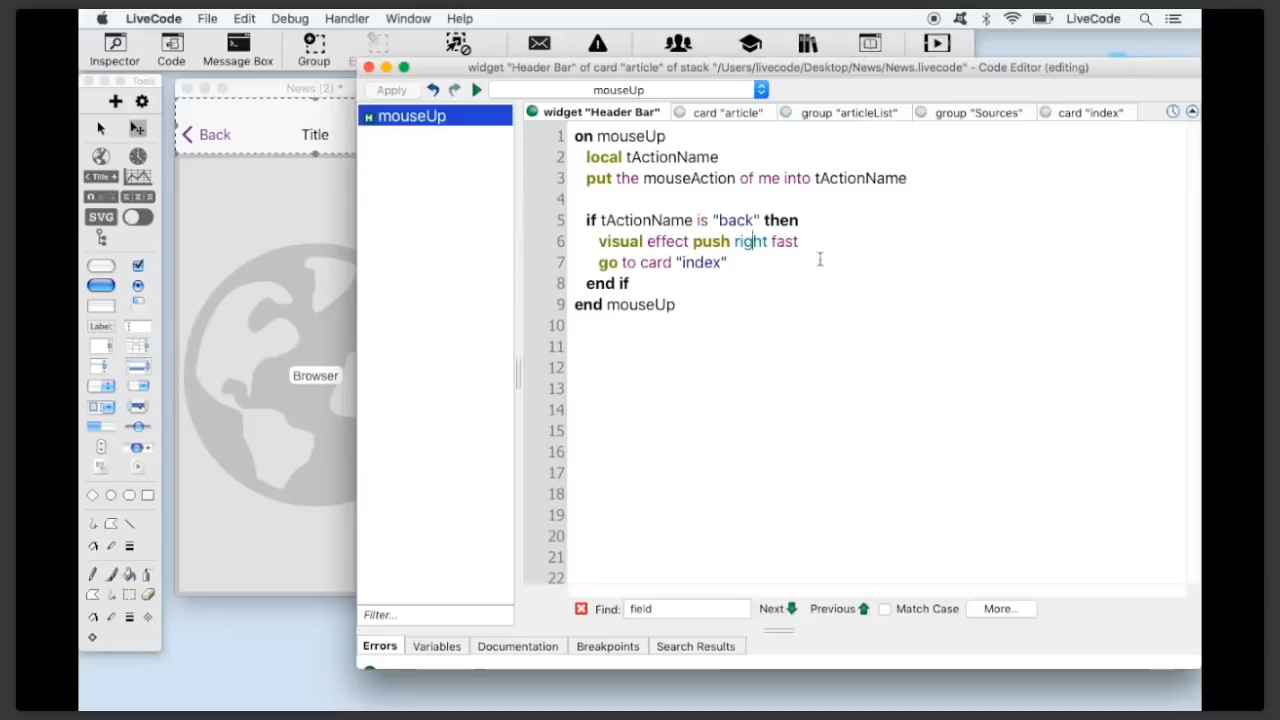 LiveCode File Edit Debug Handler Window Help LiveCode
Inspector Code Message Box Group
Tools
News (2) *
Back Title
Browser
< Title +
SVG
Label:
widget "Header Bar" of card "article" of stack "/Users/livecode/Desktop/News/News.livecode" - Code Editor (editing)
Apply mouseUp
mouseUp
widget "Header Bar" card "article" group "articleList" group "Sources" card "index"
1 on mouseUp
2 local tActionName
3 put the mouseAction of me into tActionName
4
5 if tActionName is "back" then
6 visual effect push right fast
7 go to card "index"
8 end if
9 end mouseUp
10
11
12
13
14
15
16
17
18
19
20
21
22
Filter...
Find: field Next Previous Match Case More..
Errors Variables Documentation Breakpoints Search Results